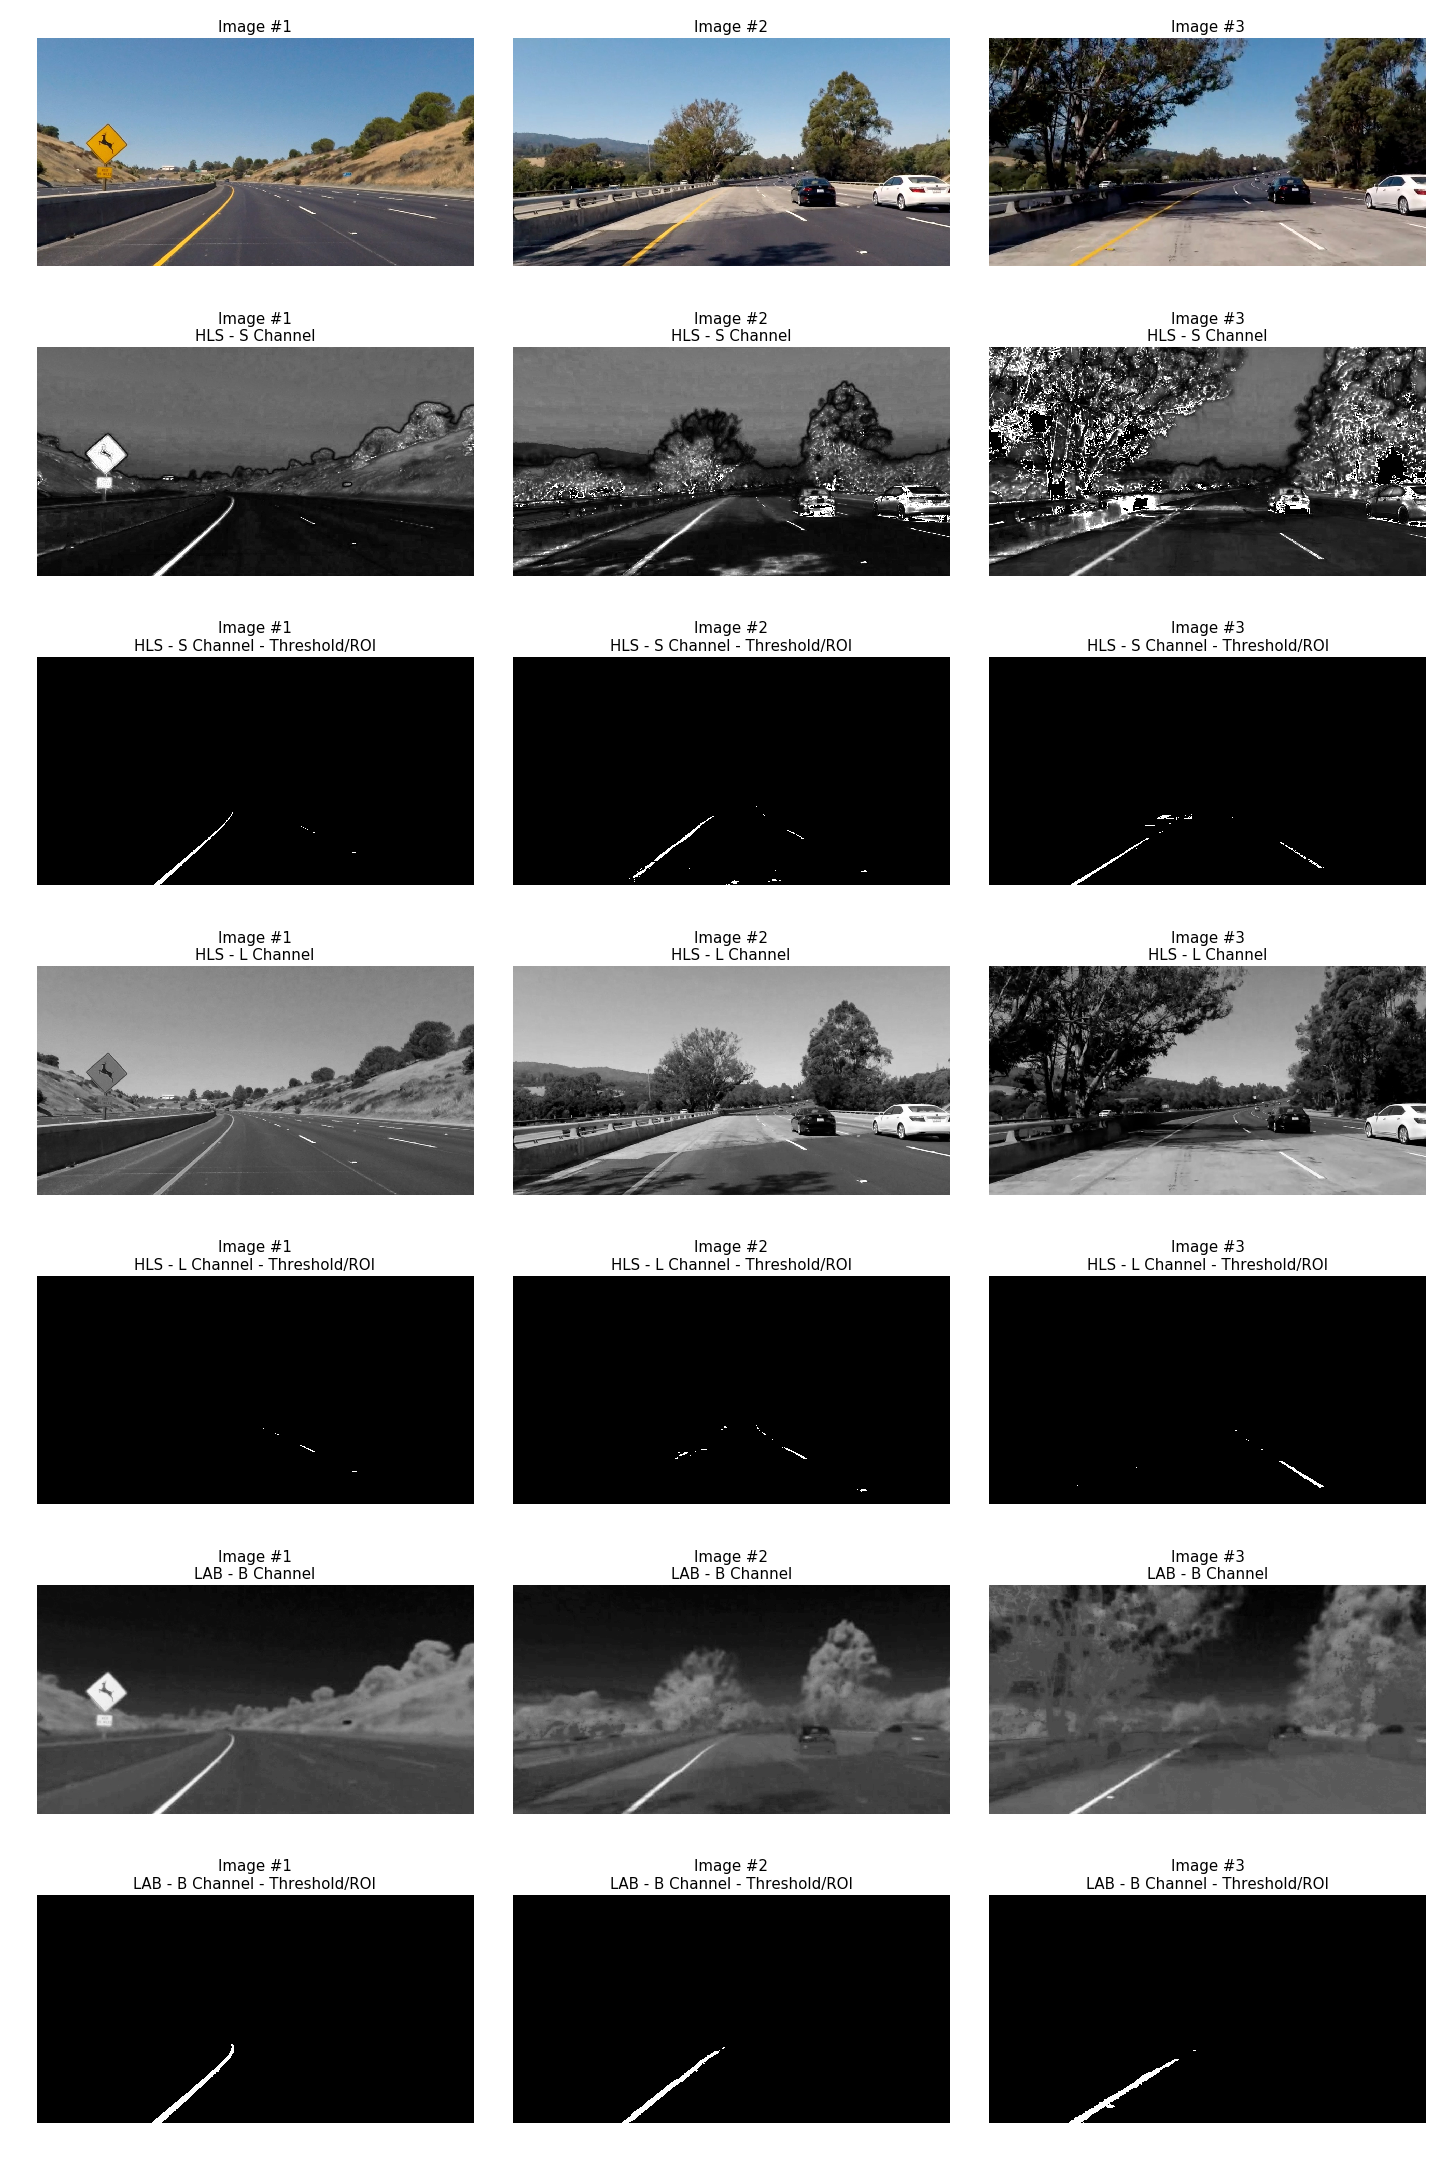 Image #1
Image #2
Image #3
Image #1
HLS - S Channel
Image #2
HLS - S Channel
Image #3
HLS - S Channel
Image #1
HLS - S Channel - Threshold/ROI
Image #2
HLS - S Channel - Threshold/ROI
Image #3
HLS - S Channel - Threshold/ROI
Image #1
HLS - L Channel
Image #2
HLS - L Channel
Image #3
HLS - L Channel
Image #1
HLS - L Channel - Threshold/ROI
Image #2
HLS - L Channel - Threshold/ROI
Image #3
HLS - L Channel - Threshold/ROI
Image #1
LAB - B Channel
Image #2
LAB - B Channel
Image #3
LAB - B Channel
Image #1
LAB - B Channel - Threshold/ROI
Image #2
LAB - B Channel - Threshold/ROI
Image #3
LAB - B Channel - Threshold/ROI